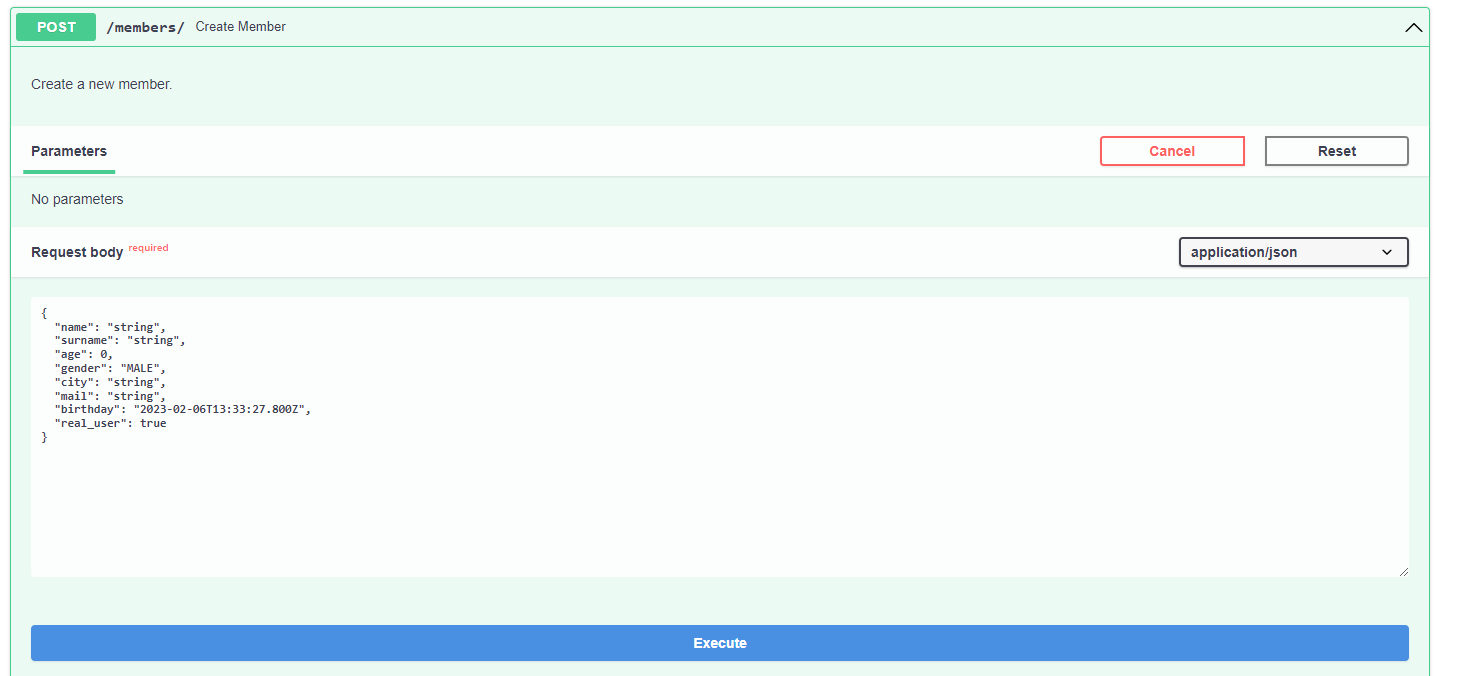 POST /members/ Create Member
Create a new member.
Parameters
Cancel
Reset
No parameters
Request body required
application/json
{
  "name": "string",
  "surname": "string",
  "age": 0,
  "gender": "MALE",
  "city": "string",
  "mail": "string",
  "birthday": "2023-02-06T13:33:27.800Z",
  "real_user": true
}
Execute